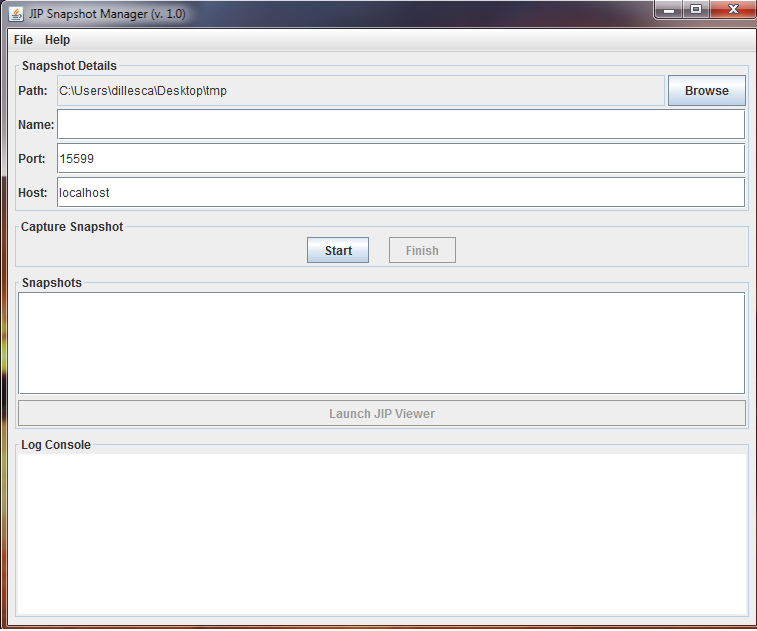 JIP Snapshot Manager (v. 1.0)
File Help
Snapshot Details
Path: C:\Users\dillesca\Desktop\tmp Browse
Name:
Port: 15599
Host: localhost
Capture Snapshot
Start Finish
Snapshots
Launch JIP Viewer
Log Console